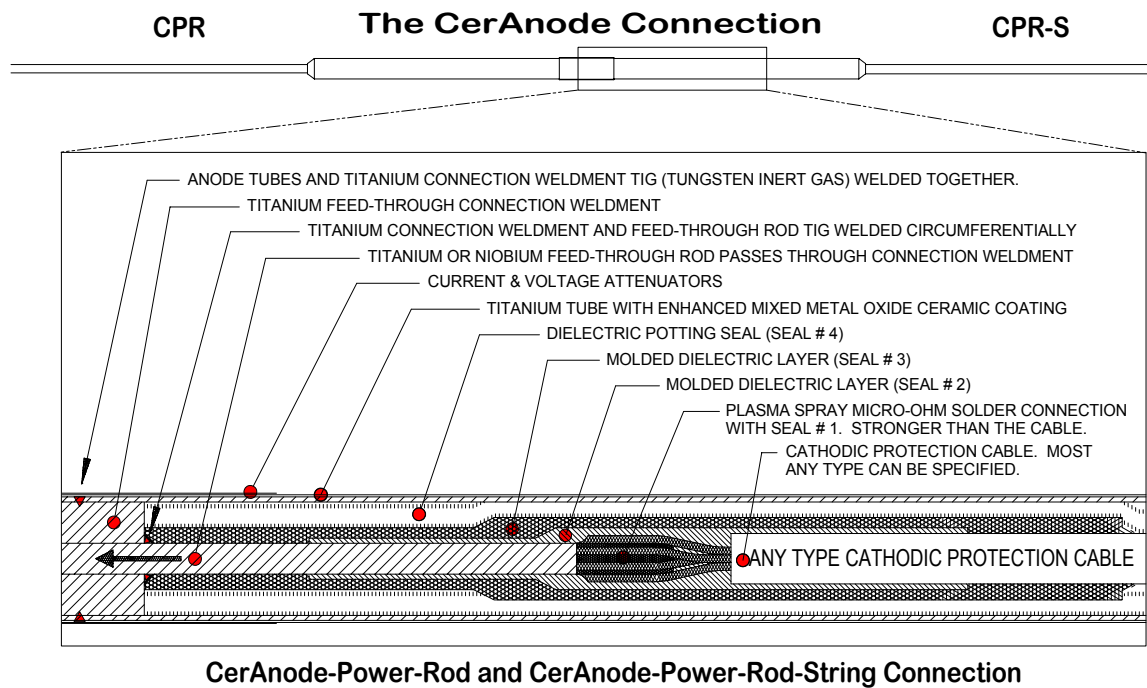 CPR
The CerAnode Connection
CPR-S
ANODE TUBES AND TITANIUM CONNECTION WELDMENT TIG (TUNGSTEN INERT GAS) WELDED TOGETHER.
TITANIUM FEED-THROUGH CONNECTION WELDMENT
TITANIUM CONNECTION WELDMENT AND FEED-THROUGH ROD TIG WELDED CIRCUMFERENTIALLY
TITANIUM OR NIOBIUM FEED-THROUGH ROD PASSES THROUGH CONNECTION WELDMENT
CURRENT & VOLTAGE ATTENUATORS
TITANIUM TUBE WITH ENHANCED MIXED METAL OXIDE CERAMIC COATING
DIELECTRIC POTTING SEAL (SEAL # 4)
MOLDED DIELECTRIC LAYER (SEAL # 3)
MOLDED DIELECTRIC LAYER (SEAL # 2)
PLASMA SPRAY MICRO-OHM SOLDER CONNECTION
WITH SEAL # 1. STRONGER THAN THE CABLE.
CATHODIC PROTECTION CABLE. MOST
ANY TYPE CAN BE SPECIFIED.
ANY TYPE CATHODIC PROTECTION CABLE
CerAnode-Power-Rod and CerAnode-Power-Rod-String Connection